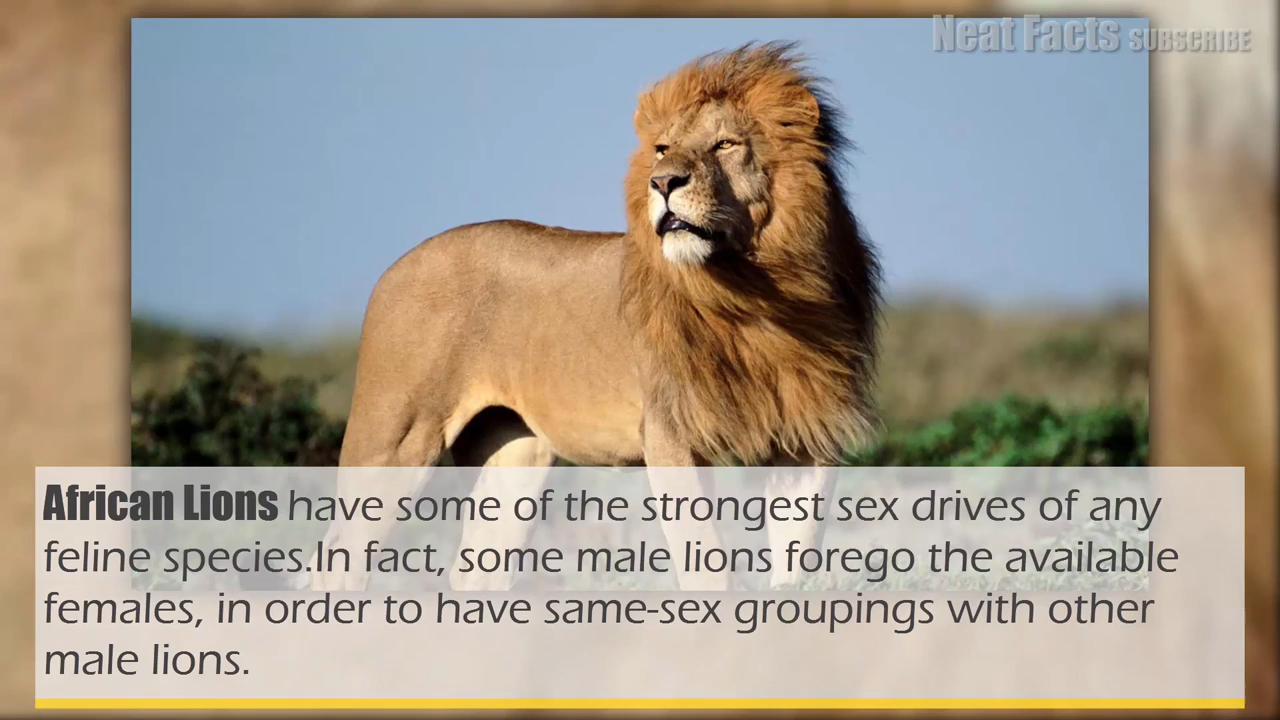 Neat Facts SUBSCRIBE
African Lions have some of the strongest sex drives of any
feline species.In fact, some male lions forego the available
females, in order to have same-sex groupings with other
male lions.